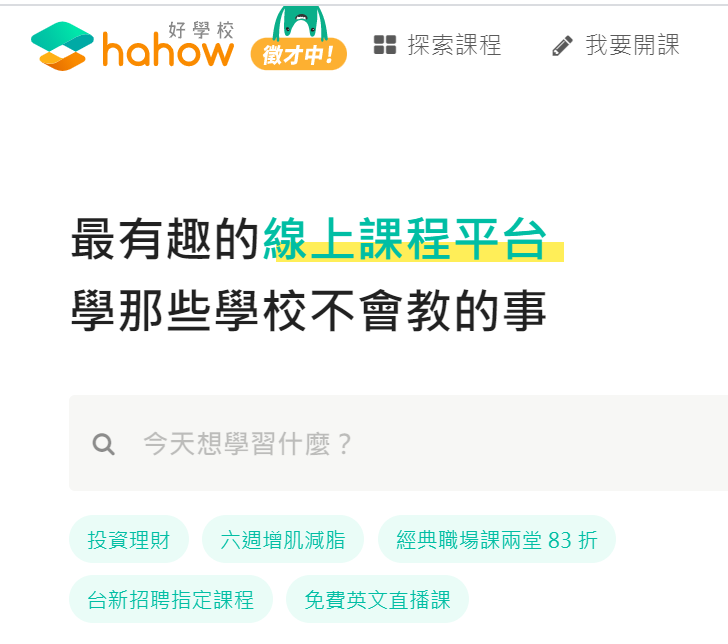 好學校
hahow 徵才中! 探索課程 我要開課
最有趣的線上課程平台
學那些學校不會教的事
今天想學習什麼？
投資理財 六週增肌減脂 經典職場課兩堂 83 折
台新招聘指定課程 免費英文直播課